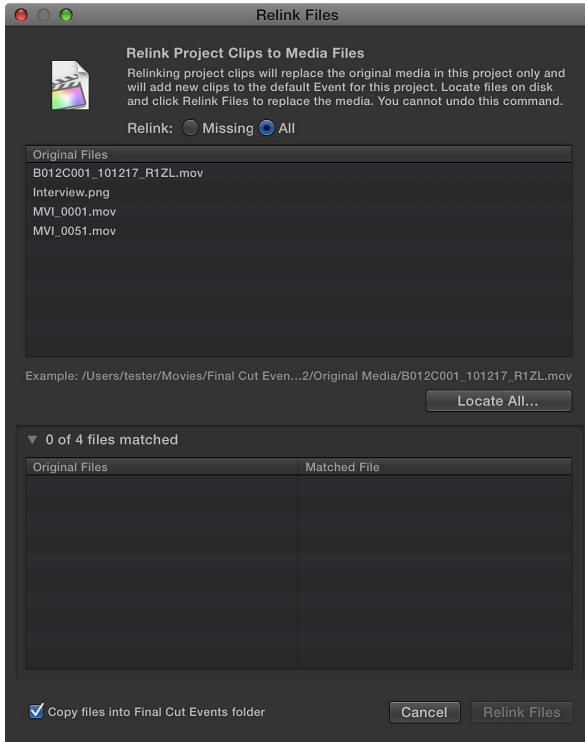 Relink Files
Relink Project Clips to Media Files
Relinking project clips will replace the original media in this project only and
will add new clips to the default Event for this project. Locate files on disk
and click Relink Files to replace the media. You cannot undo this command.
Relink: Missing All
Original Files
B012C001_101217_R1ZL.mov
Interview.png
MVI_0001.mov
MVI_0051.mov
Example: /Users/tester/Movies/Final Cut Even...2/Original Media/B012C001_101217_R1ZL.mov
Locate All...
0 of 4 files matched
Original Files Matched File
Copy files into Final Cut Events folder Cancel Relink Files